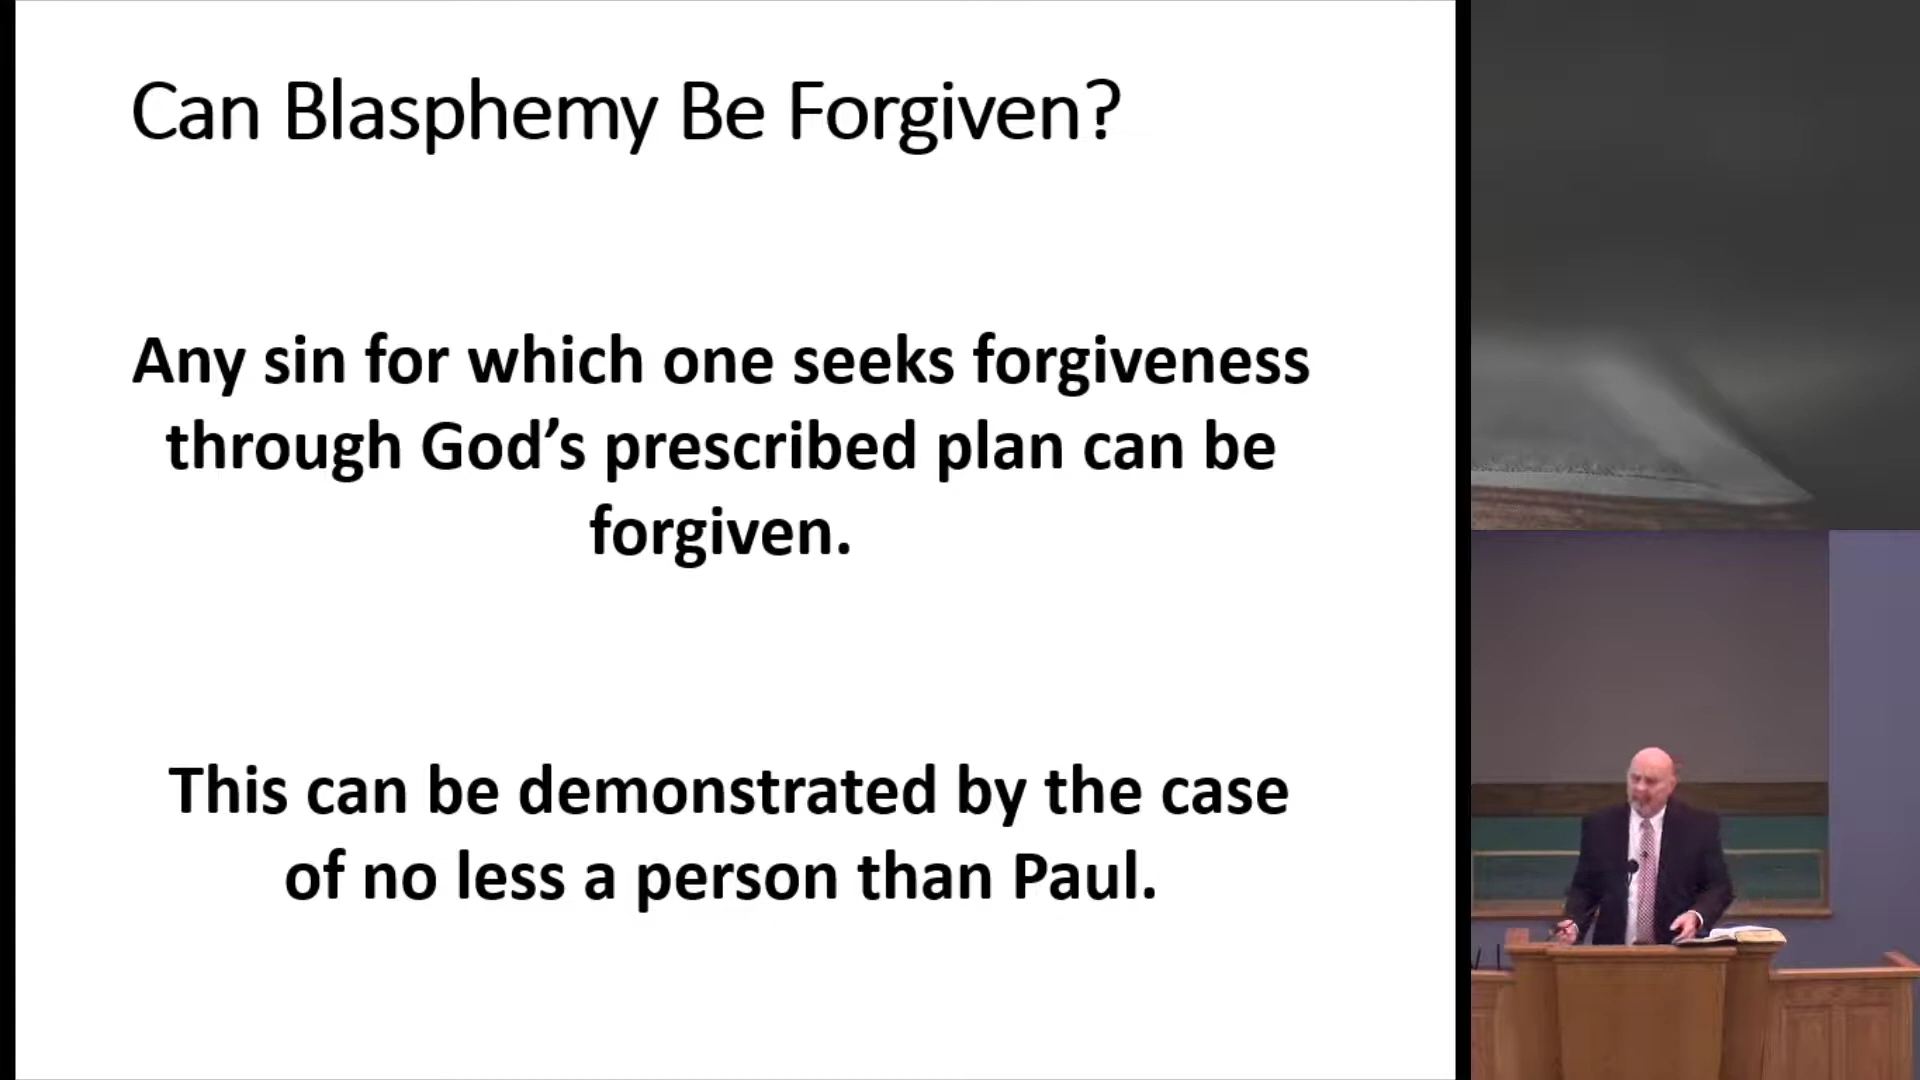 Can Blasphemy Be Forgiven?
Any sin for which one seeks forgiveness
through God’s prescribed plan can be
forgiven.
This can be demonstrated by the case
of no less a person than Paul.